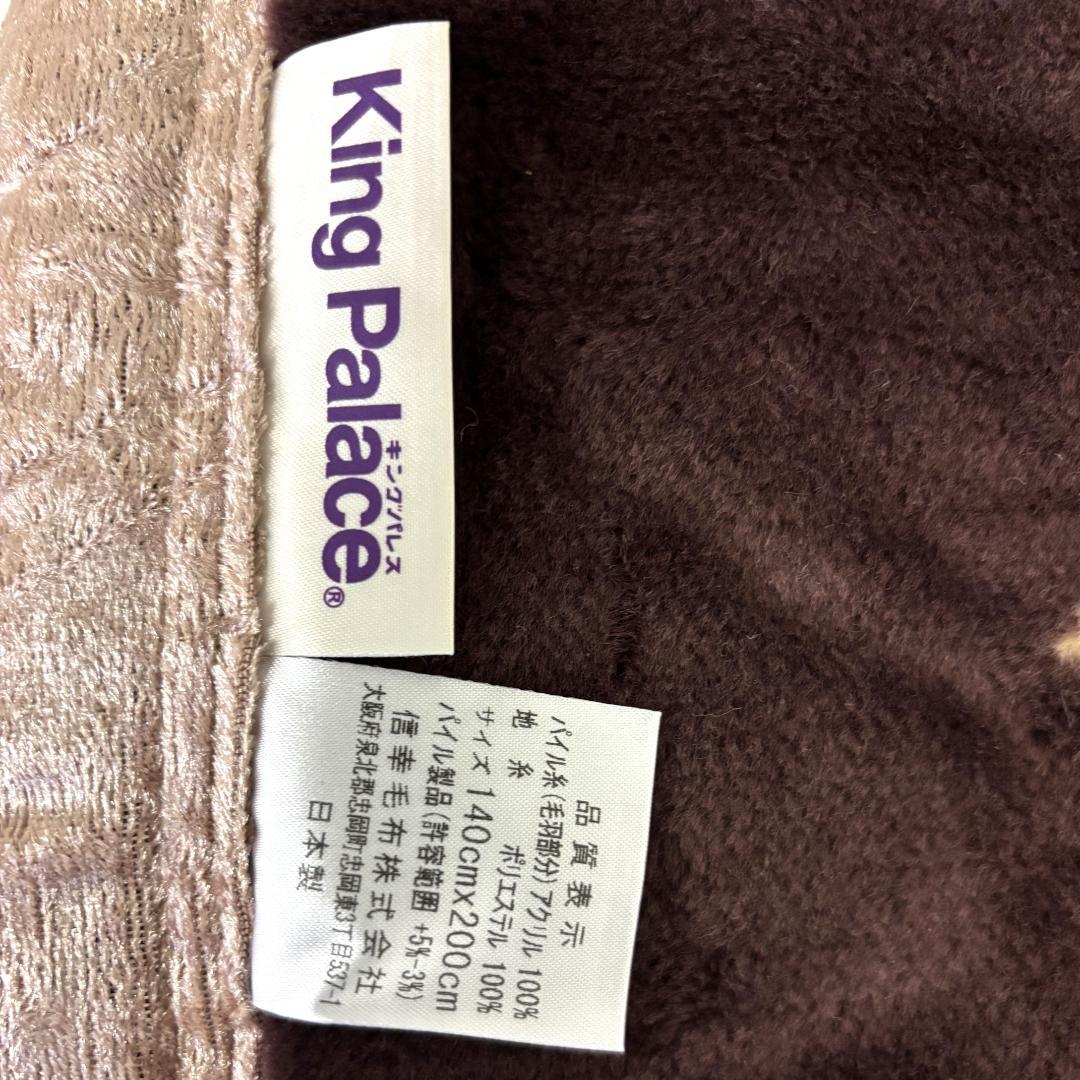 King Palace®
キングパレス
品質表示
パイル糸(毛羽部分)アクリル 100%
地糸 ポリエステル 100%
サイズ 140cmx200cm
パイル製品(許容範囲 +5%-3%)
信幸毛布株式会社
大阪府泉北郡忠岡町忠岡東3丁目537-1
日本製